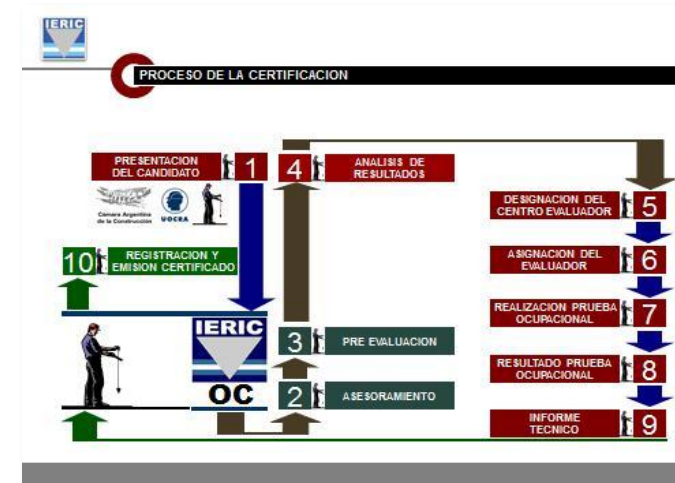 IERIC
PROCESO DE LA CERTIFICACION
PRESENTACION
DEL CANDIDATO
1
Cámara Argentina
de la Construcción
UOCRA
4
ANALISIS DE
RESULTADOS
DESIGNACION DEL
CENTRO EVALUADOR
5
10
REGISTRACION Y
EMISION CERTIFICADO
ASIGNACION DEL
EVALUADOR
6
IERIC
OC
3
PRE EVALUACION
REALIZACION PRUEBA
OCUPACIONAL
7
2
ASESORAMIENTO
RESULTADO PRUEBA
OCUPACIONAL
8
INFORME
TECNICO
9